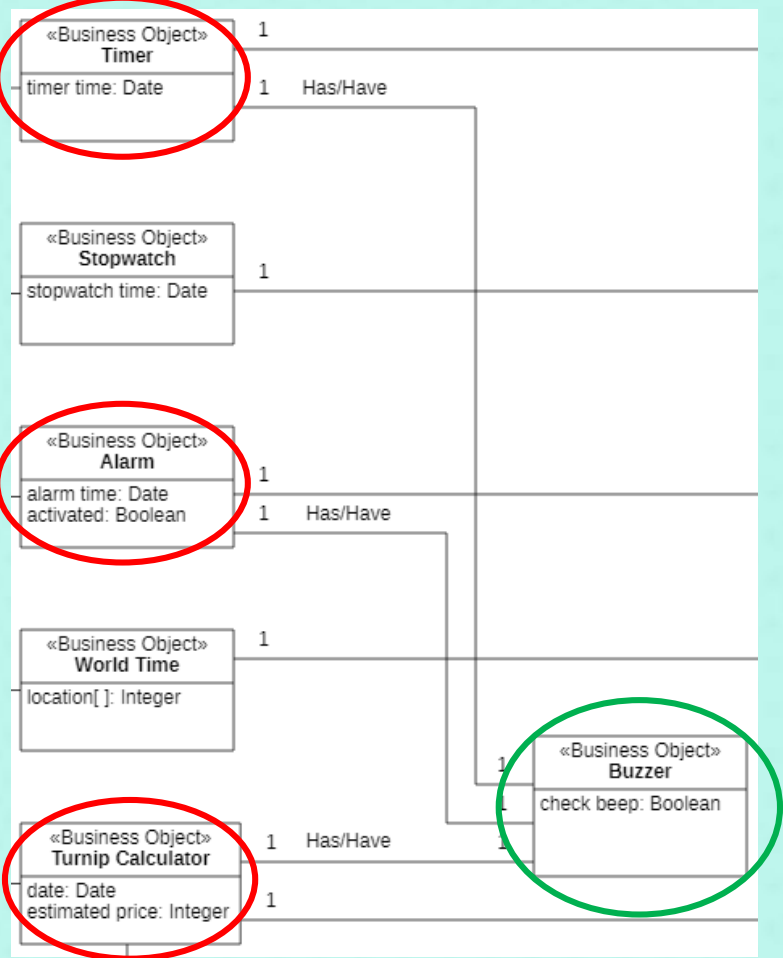 «Business Object»
Timer
timer time: Date
1
1 Has/Have
«Business Object»
Stopwatch
stopwatch time: Date
1
«Business Object»
Alarm
alarm time: Date
activated: Boolean
1
1 Has/Have
«Business Object»
World Time
location[ ]: Integer
1
«Business Object»
Buzzer
check beep: Boolean
1
1
1
«Business Object»
Turnip Calculator
date: Date
estimated price: Integer
1 Has/Have
1